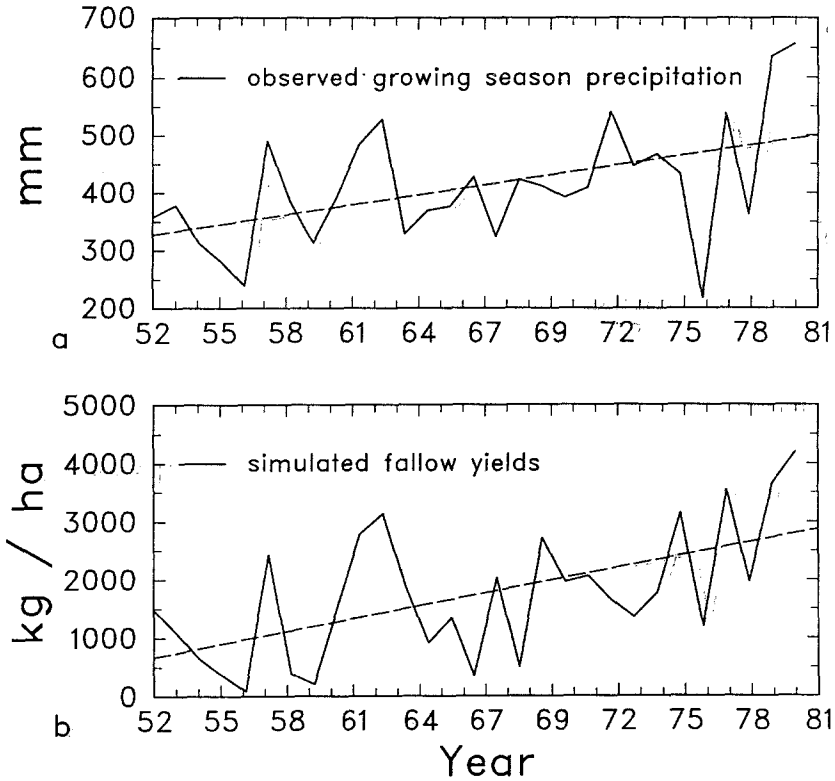 700
600
500
400
300
200
mm
observed growing season precipitation
a
52 55 58 61 64 67 69 72 75 78 81
5000
4000
3000
2000
1000
0
kg / ha
simulated fallow yields
b
52 55 58 61 64 67 69 72 75 78 81
Year